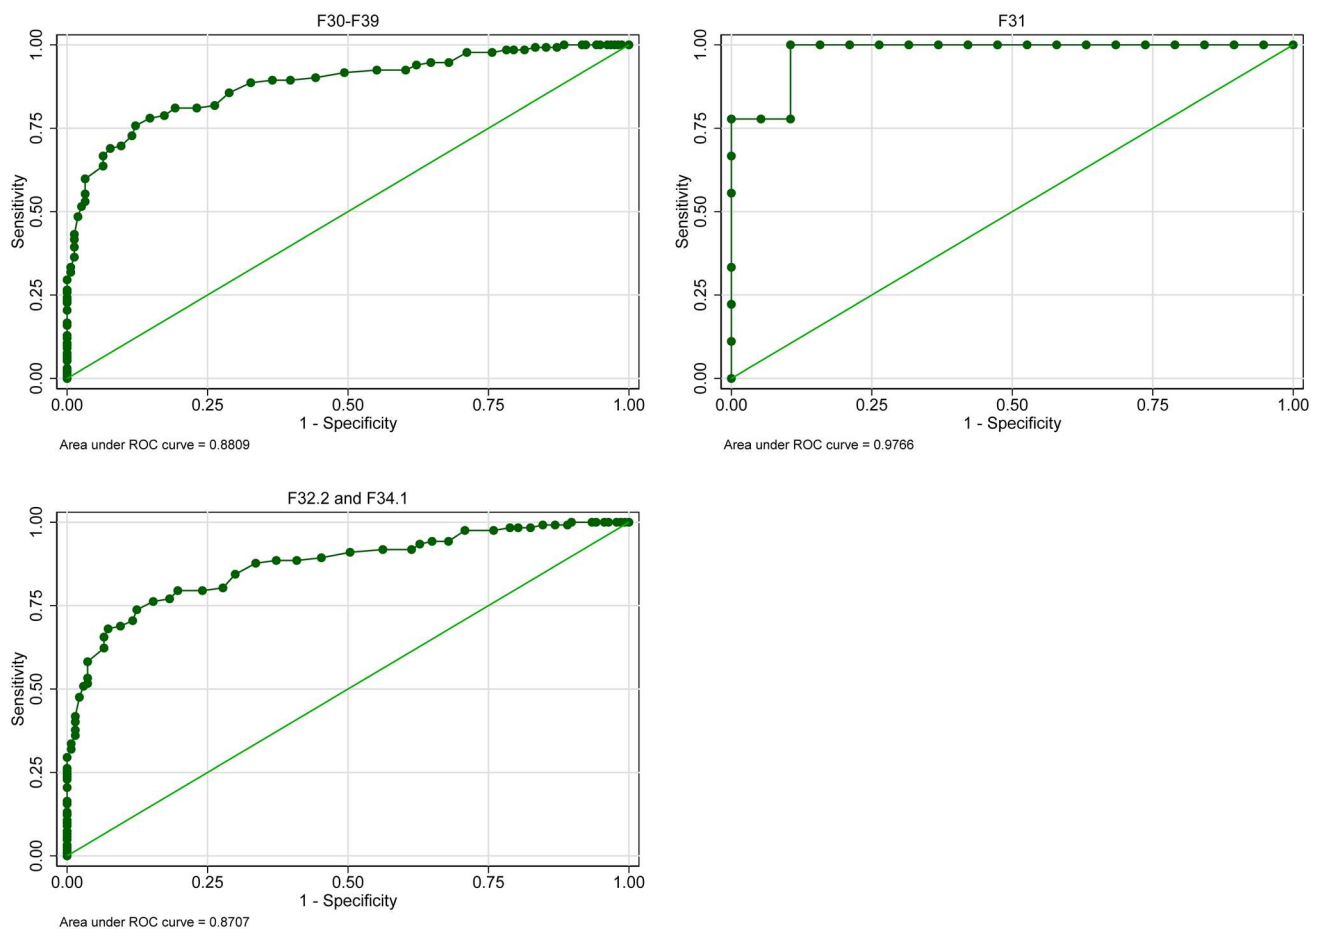 F30-F39
Sensitivity
0.00 0.25 0.50 0.75 1.00
0.00 0.25 0.50 0.75 1.00
1 - Specificity
Area under ROC curve = 0.8809
F31
Sensitivity
0.00 0.25 0.50 0.75 1.00
0.00 0.25 0.50 0.75 1.00
1 - Specificity
Area under ROC curve = 0.9766
F32.2 and F34.1
Sensitivity
0.00 0.25 0.50 0.75 1.00
0.00 0.25 0.50 0.75 1.00
1 - Specificity
Area under ROC curve = 0.8707